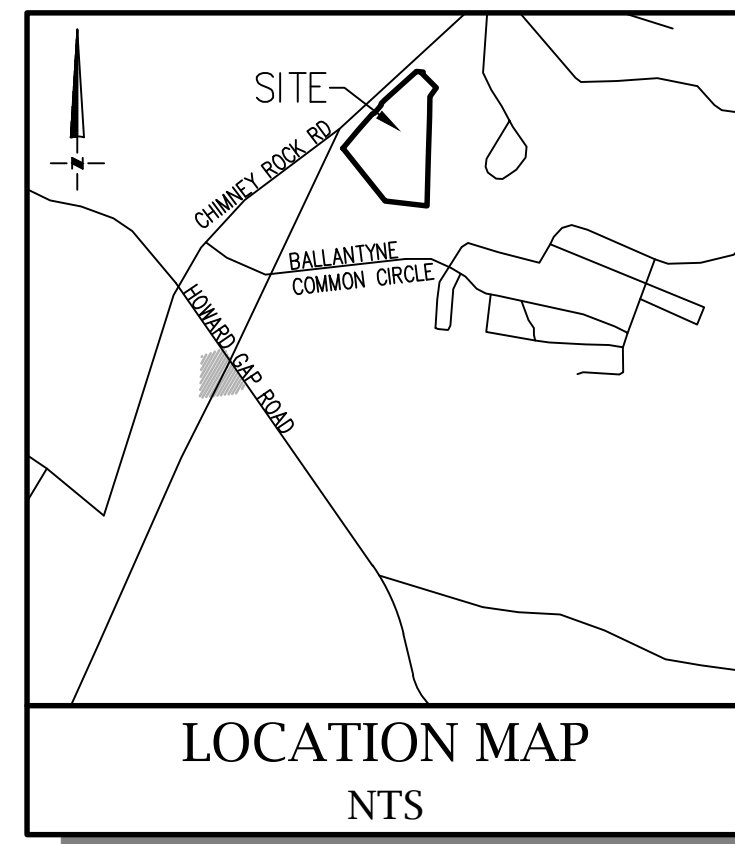 SITE
N
CHIMNEY ROCK RD
BALLANTYNE
COMMON CIRCLE
HOWARD GAP ROAD
LOCATION MAP
NTS